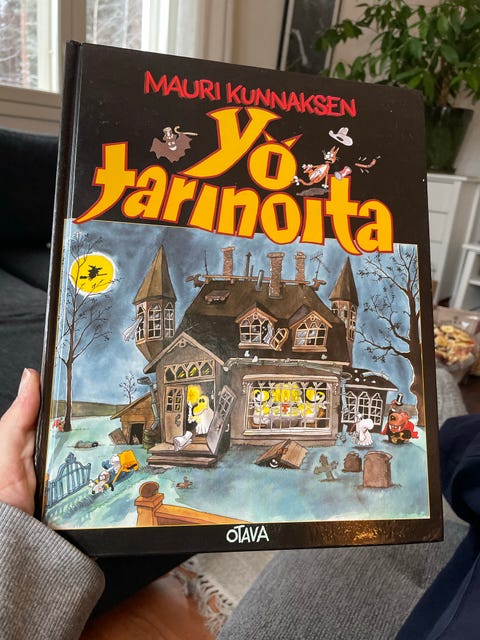 MAURI KUNNAKSEN
Yö
tarinoita
OTAVA